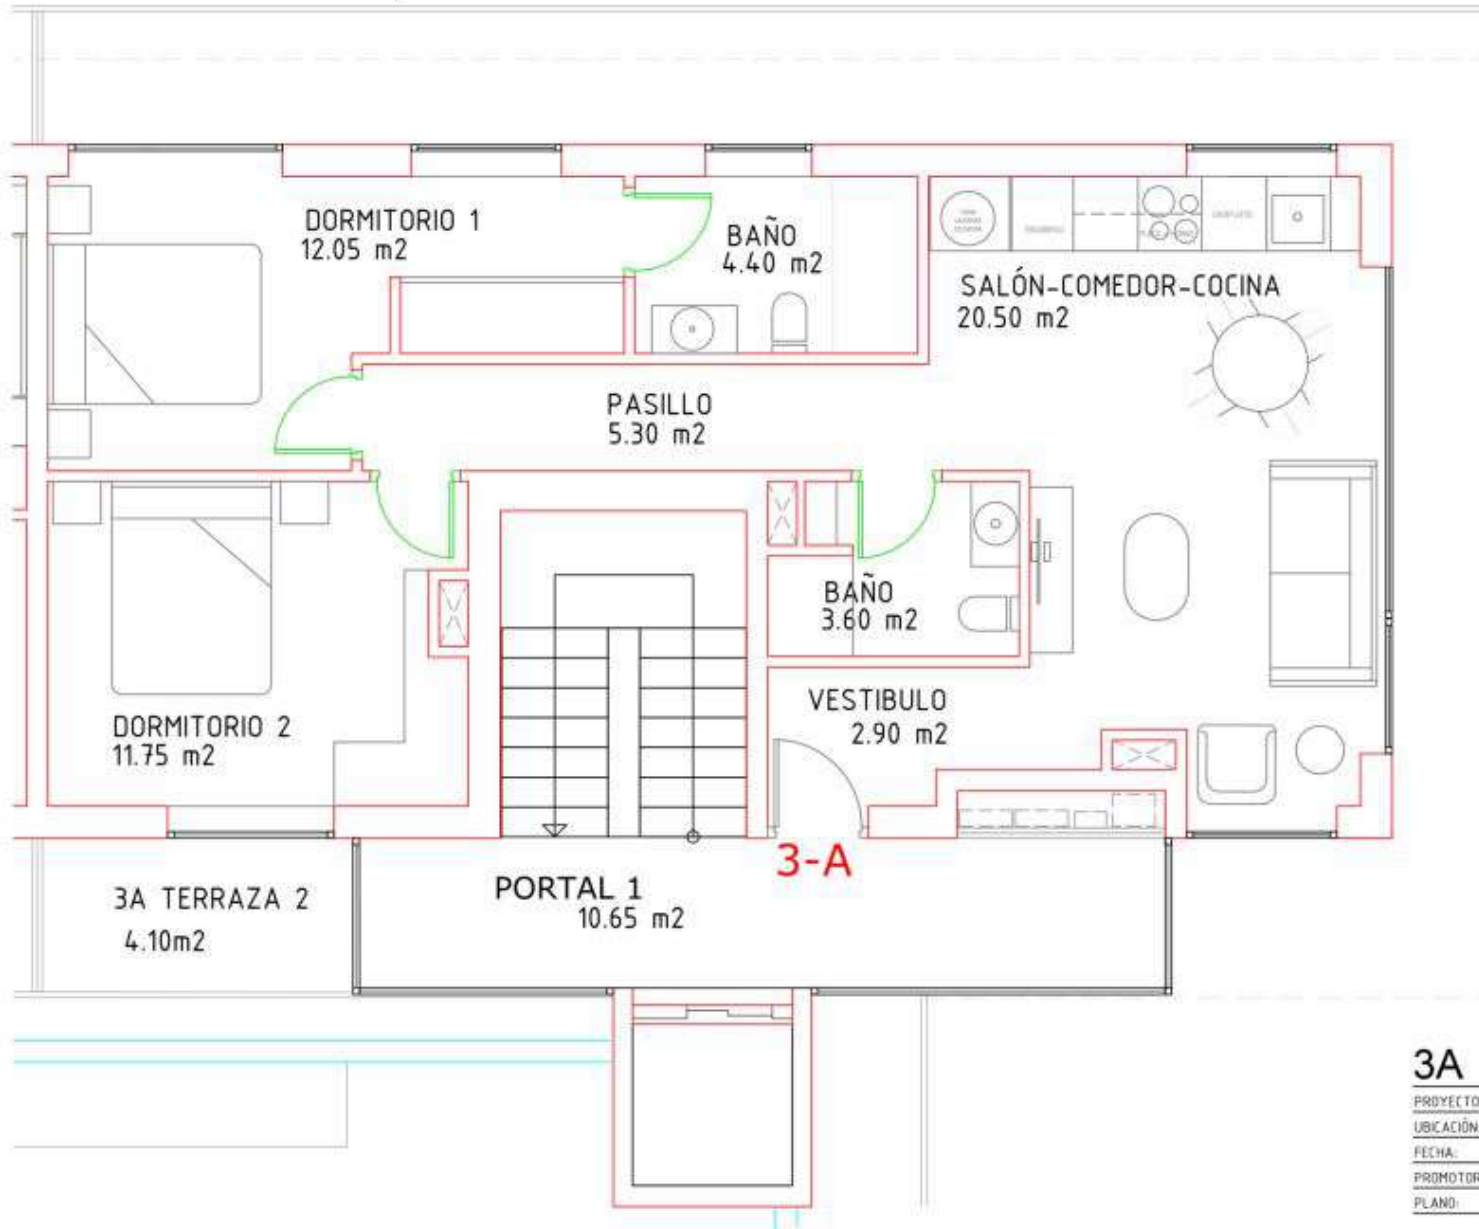 DORMITORIO 1
12.05 m2
BAÑO
4.40 m2
SALÓN-COMEDOR-COCINA
20.50 m2
PASILLO
5.30 m2
BAÑO
3.60 m2
DORMITORIO 2
11.75 m2
VESTIBULO
2.90 m2
3-A
3A TERRAZA 2
4.10m2
PORTAL 1
10.65 m2
3A
PROYECTO
UBICACIÓN
FECHA:
PROMOTOR
PLANO: